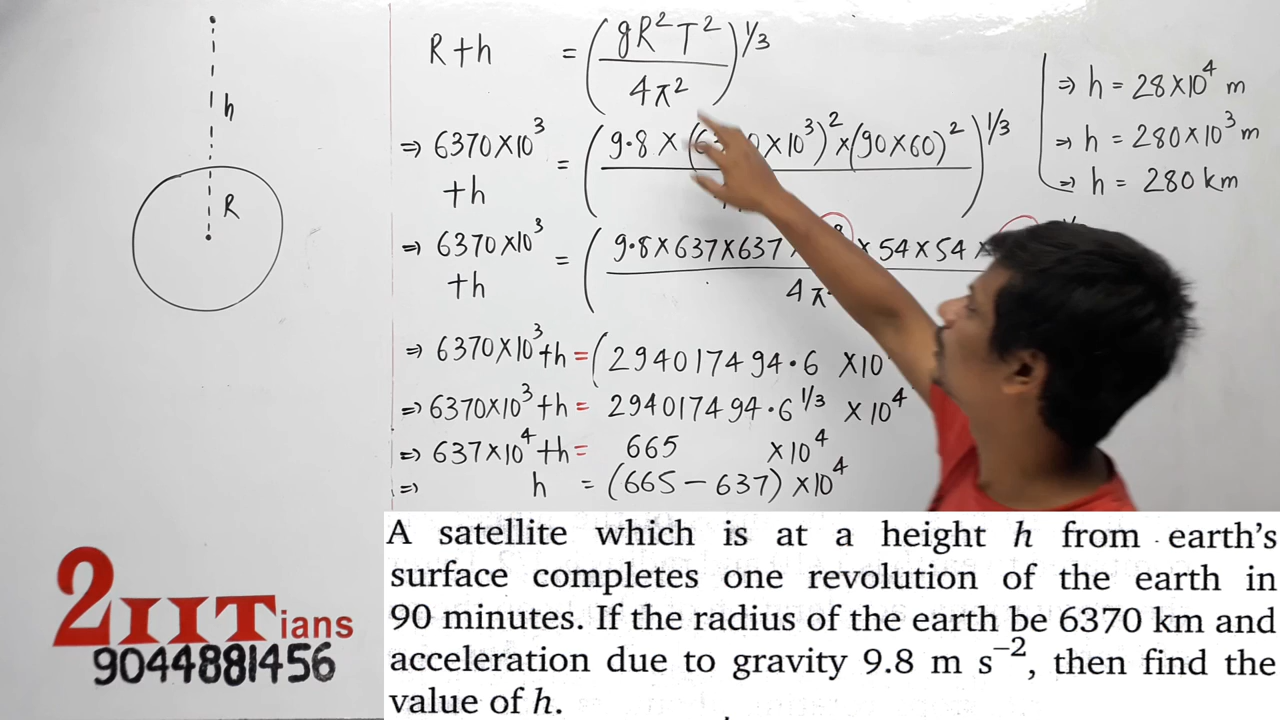 h
R
R+h = (gR²T² / 4π²)^1/3
⇒ 6370×10³ +h = (9.8 × (6370×10³)² × (90×60)² / )^1/3
⇒ 6370×10³ +h = (9.8×637×637× ×54×54× / 4π²
⇒ 6370×10³+h = (294017494.6 ×10
⇒ 6370×10³+h = 294017494.6^1/3 ×10⁴
⇒ 637×10⁴+h = 665 ×10⁴
⇒ h = (665-637)×10⁴
⇒ h = 28×10⁴ m
⇒ h = 280×10³ m
⇒ h = 280 km
A satellite which is at a height h from earth's
surface completes one revolution of the earth in
90 minutes. If the radius of the earth be 6370 km and
acceleration due to gravity 9.8 m s⁻², then find the
value of h.
2IITians
9044881456